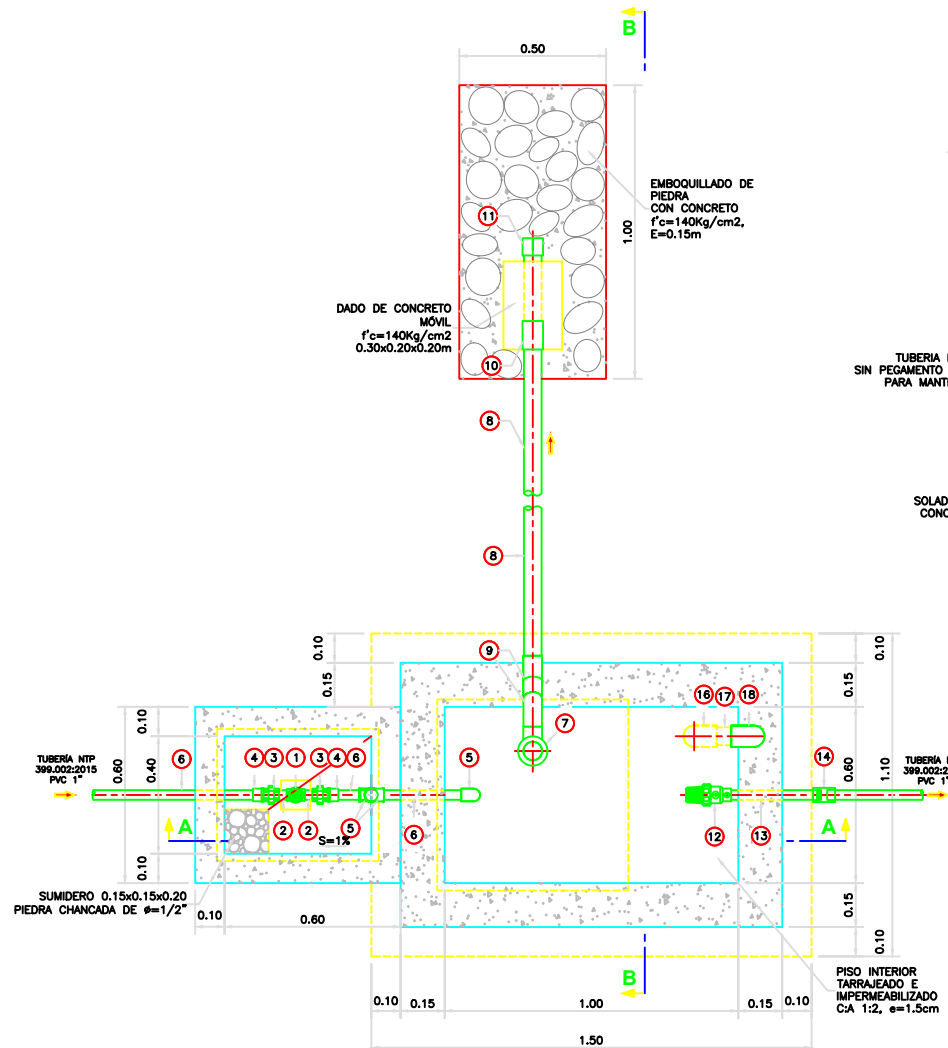 B
0.50
EMBOQUILLADO DE
PIEDRA
CON CONCRETO
f'c=140Kg/cm2,
E=0.15m
1.00
11
DADO DE CONCRETO
MÓVIL
f'c=140Kg/cm2
0.30x0.20x0.20m
10
TUBERIA
SIN PEGAMENTO
PARA MANT
8
SOLAD
CONC
8
0.10
0.15
9
7
16
17
18
0.10
0.15
0.60
1.10
0.15
0.10
TUBERÍA NTP
399.002:2015
PVC 1"
6
0.60
0.10
0.40
0.10
4
3
1
3
4
6
2
2
5
S=1%
5
6
12
13
14
TUBERÍA
399.002:2
PVC 1"
A
A
SUMIDERO 0.15x0.15x0.20
PIEDRA CHANCADA DE ø=1/2"
0.10
0.60
PISO INTERIOR
TARRAJEADO E
IMPERMEABILIZADO
C:A 1:2, e=1.5cm
B
0.10
0.15
1.00
0.15
0.10
1.50